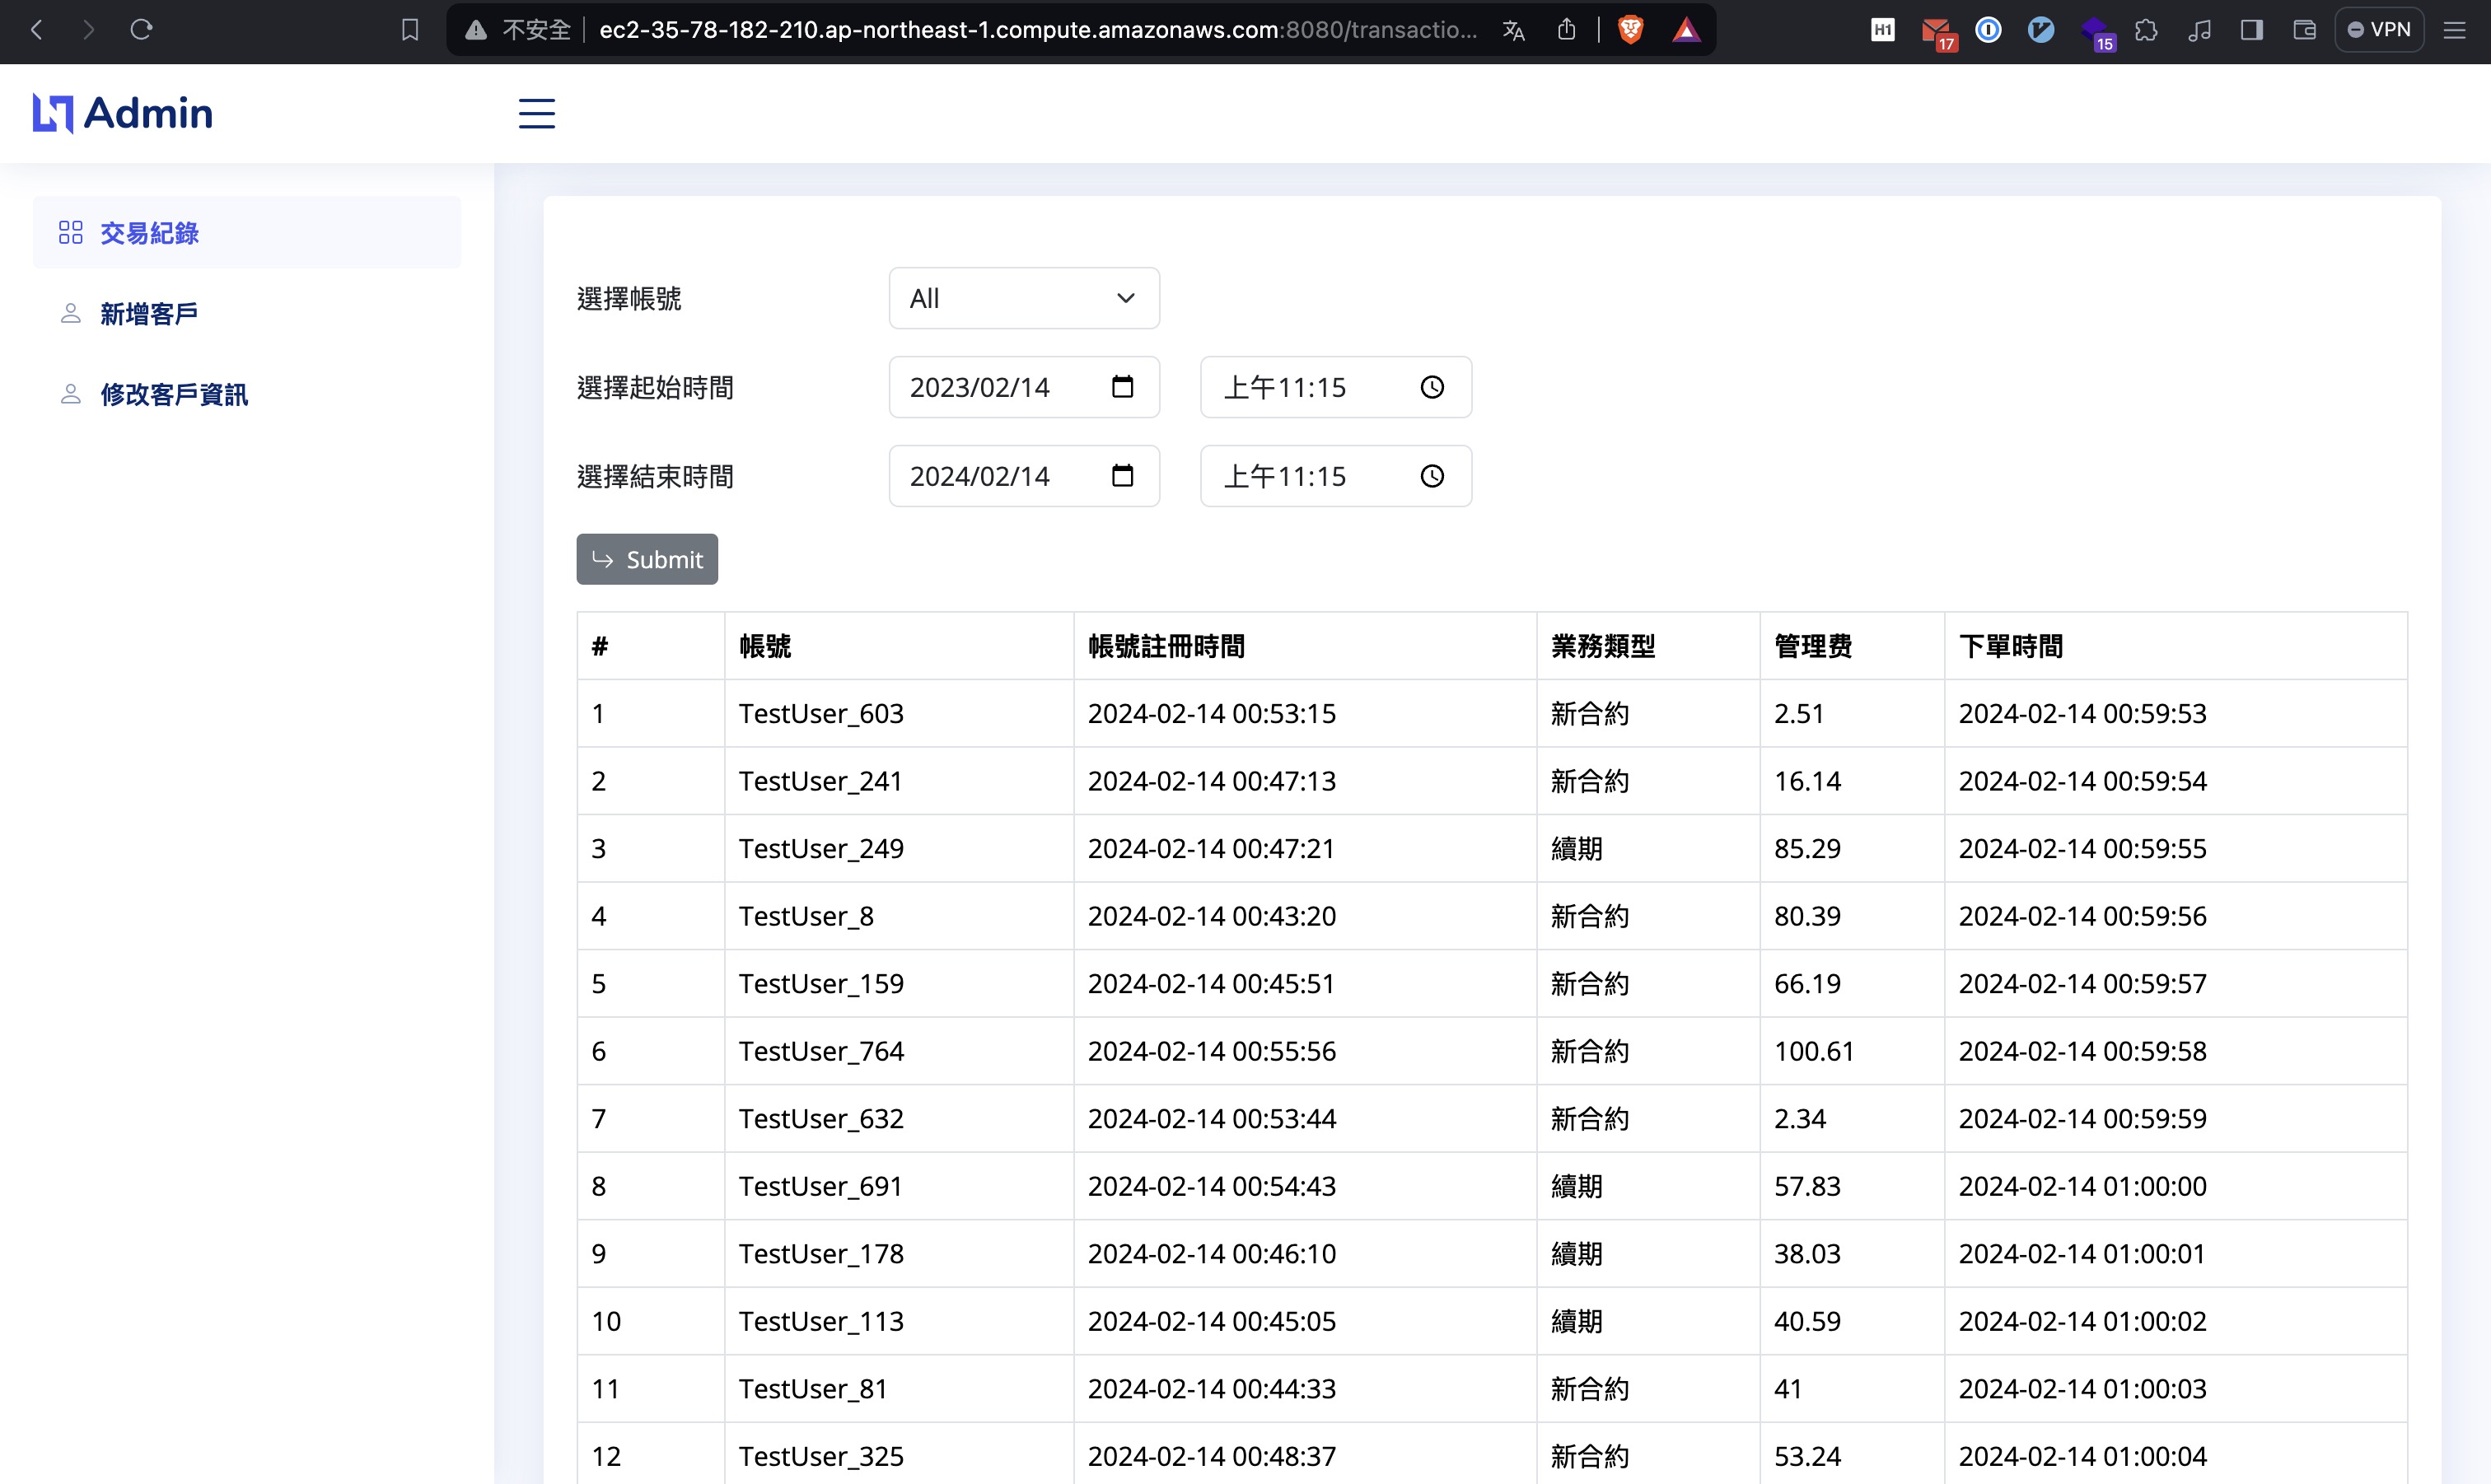 不安全 ec2-35-78-182-210.ap-northeast-1.compute.amazonaws.com:8080/transactio... H1 17 15 VPN
Admin
交易紀錄
新增客戶
修改客戶資訊
選擇帳號 All
選擇起始時間 2023/02/14 上午11:15
選擇結束時間 2024/02/14 上午11:15
Submit
# 帳號 帳號註冊時間 業務類型 管理费 下單時間
1 TestUser_603 2024-02-14 00:53:15 新合約 2.51 2024-02-14 00:59:53
2 TestUser_241 2024-02-14 00:47:13 新合約 16.14 2024-02-14 00:59:54
3 TestUser_249 2024-02-14 00:47:21 續期 85.29 2024-02-14 00:59:55
4 TestUser_8 2024-02-14 00:43:20 新合約 80.39 2024-02-14 00:59:56
5 TestUser_159 2024-02-14 00:45:51 新合約 66.19 2024-02-14 00:59:57
6 TestUser_764 2024-02-14 00:55:56 新合約 100.61 2024-02-14 00:59:58
7 TestUser_632 2024-02-14 00:53:44 新合約 2.34 2024-02-14 00:59:59
8 TestUser_691 2024-02-14 00:54:43 續期 57.83 2024-02-14 01:00:00
9 TestUser_178 2024-02-14 00:46:10 續期 38.03 2024-02-14 01:00:01
10 TestUser_113 2024-02-14 00:45:05 續期 40.59 2024-02-14 01:00:02
11 TestUser_81 2024-02-14 00:44:33 新合約 41 2024-02-14 01:00:03
12 TestUser_325 2024-02-14 00:48:37 新合約 53.24 2024-02-14 01:00:04